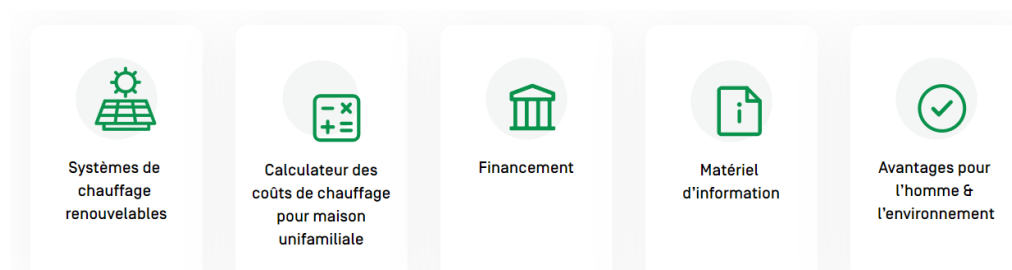 Systèmes de
chauffage
renouvelables
Calculateur des
coûts de chauffage
pour maison
unifamiliale
Financement
Matériel
d’information
Avantages pour
l’homme &
l’environnement